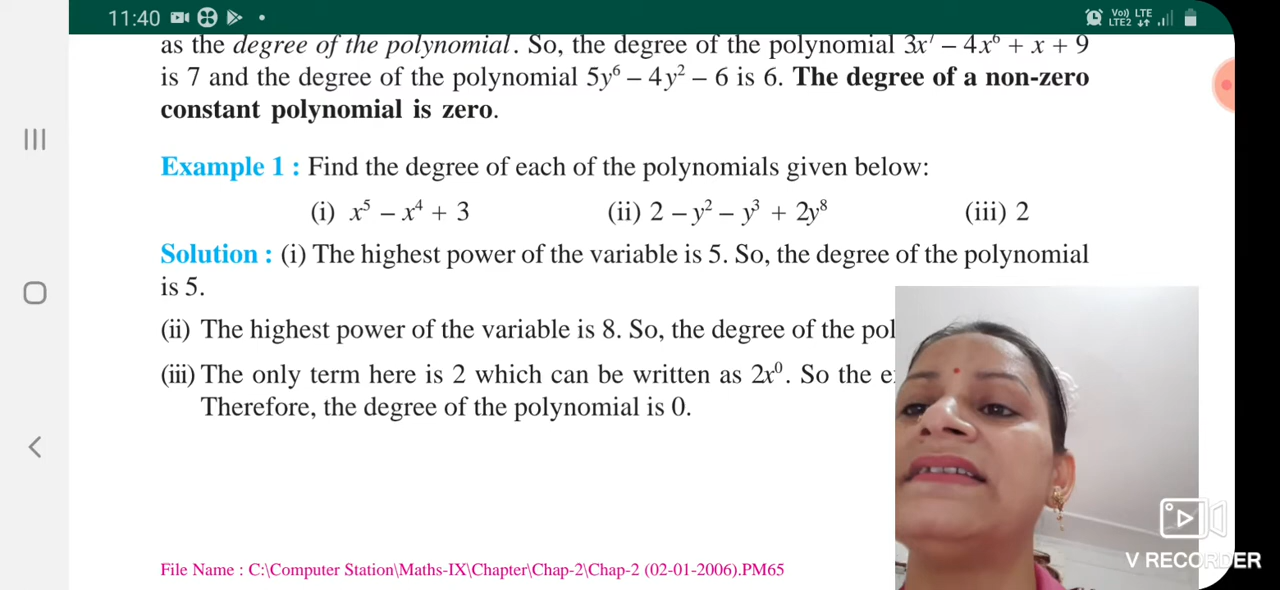 11:40
Vo)) LTE
LTE2
as the degree of the polynomial. So, the degree of the polynomial 3x⁷ – 4x⁶ + x + 9
is 7 and the degree of the polynomial 5y⁶ – 4y² – 6 is 6. The degree of a non-zero
constant polynomial is zero.
Example 1 : Find the degree of each of the polynomials given below:
(i) x⁵ – x⁴ + 3 (ii) 2 – y² – y³ + 2y⁸ (iii) 2
Solution : (i) The highest power of the variable is 5. So, the degree of the polynomial
is 5.
(ii) The highest power of the variable is 8. So, the degree of the pol
(iii) The only term here is 2 which can be written as 2x⁰. So the e
Therefore, the degree of the polynomial is 0.
V RECORDER
File Name : C:\Computer Station\Maths-IX\Chapter\Chap-2\Chap-2 (02-01-2006).PM65